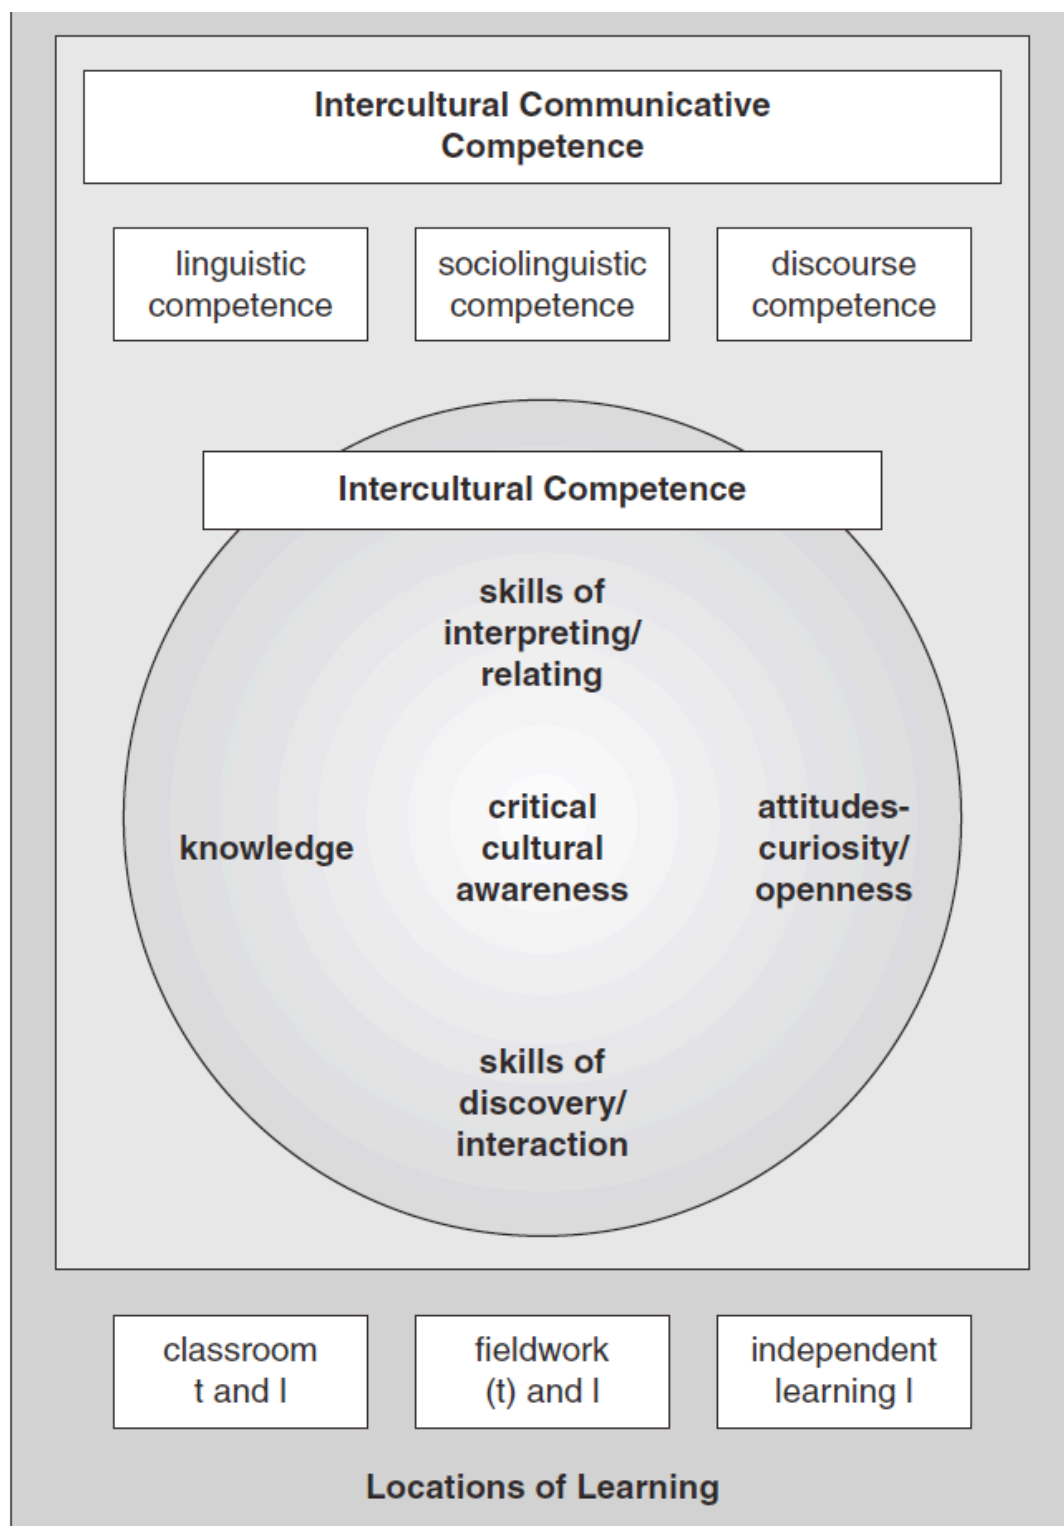 Intercultural Communicative
Competence
linguistic
competence
sociolinguistic
competence
discourse
competence
Intercultural Competence
skills of
interpreting/
relating
knowledge
critical
cultural
awareness
attitudes-
curiosity/
openness
skills of
discovery/
interaction
classroom
t and l
fieldwork
(t) and l
independent
learning l
Locations of Learning